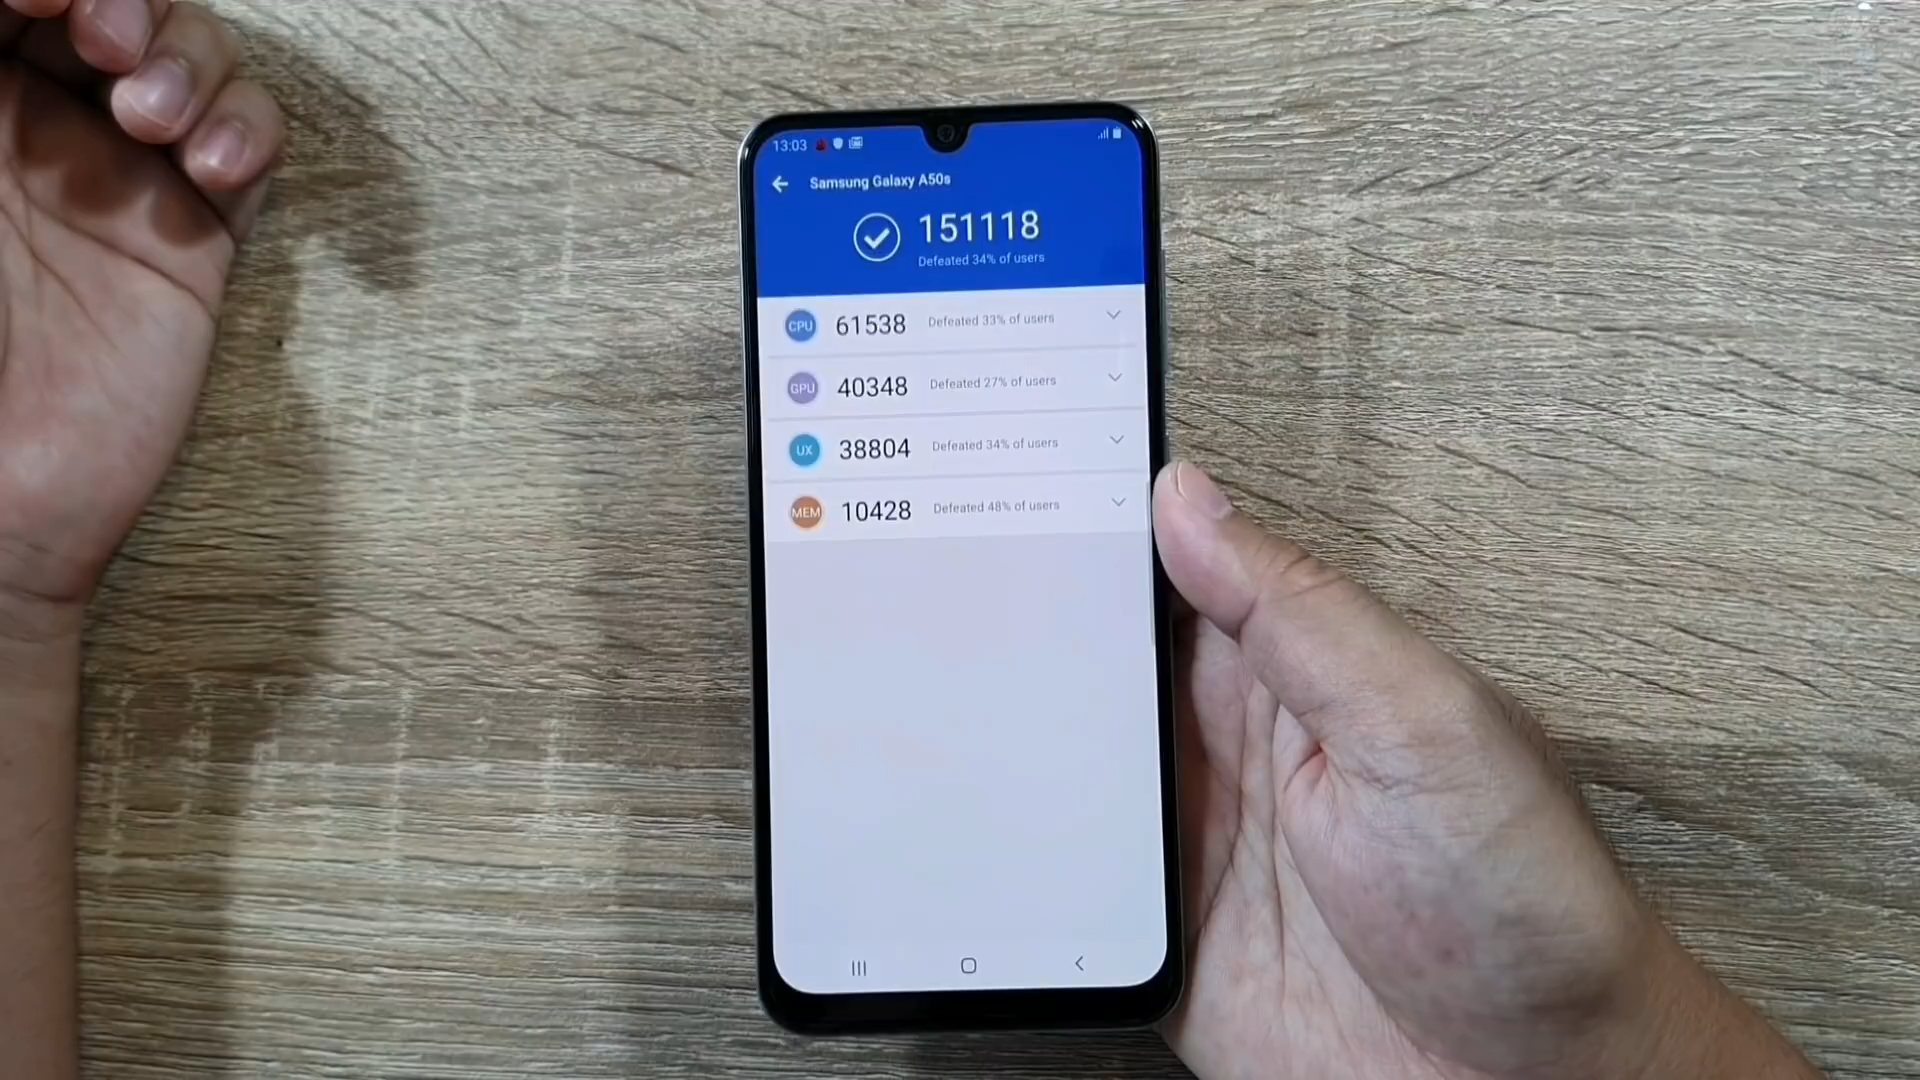 13:03
Samsung Galaxy A50s
151118
Defeated 34% of users
CPU 61538 Defeated 33% of users
GPU 40348 Defeated 27% of users
UX 38804 Defeated 34% of users
MEM 10428 Defeated 48% of users